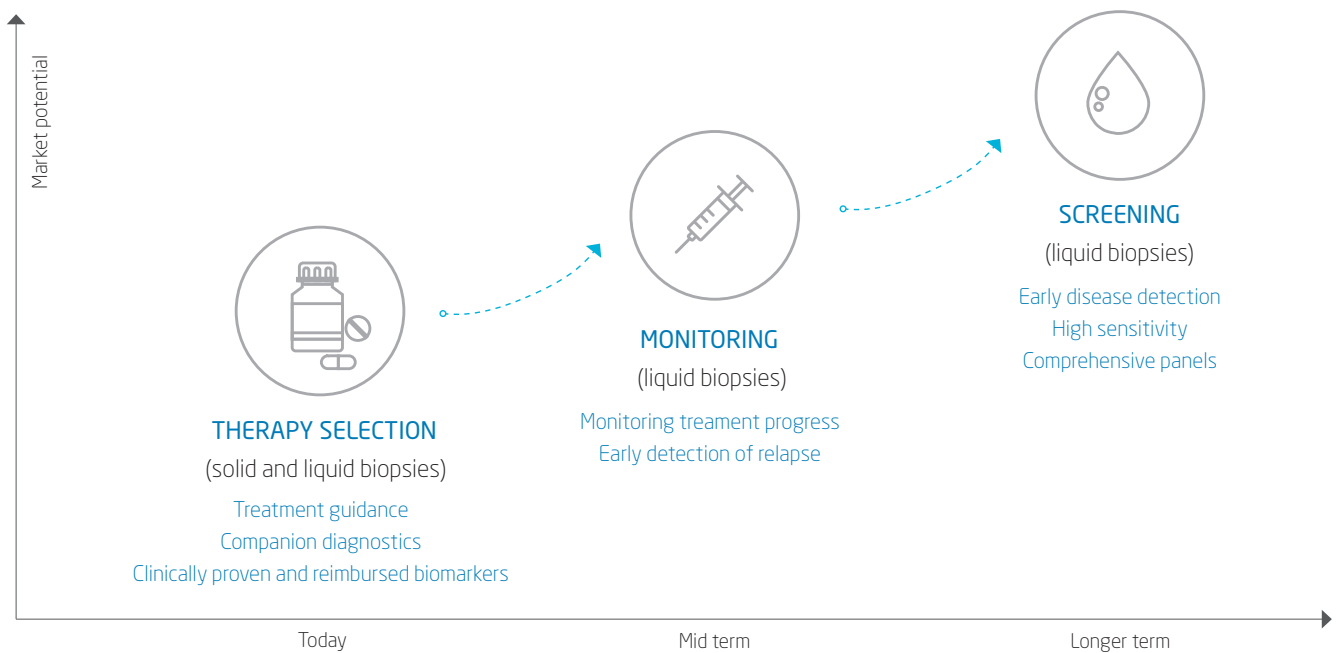 Market potential
THERAPY SELECTION
(solid and liquid biopsies)
Treatment guidance
Companion diagnostics
Clinically proven and reimbursed biomarkers
MONITORING
(liquid biopsies)
Monitoring treament progress
Early detection of relapse
SCREENING
(liquid biopsies)
Early disease detection
High sensitivity
Comprehensive panels
Today
Mid term
Longer term